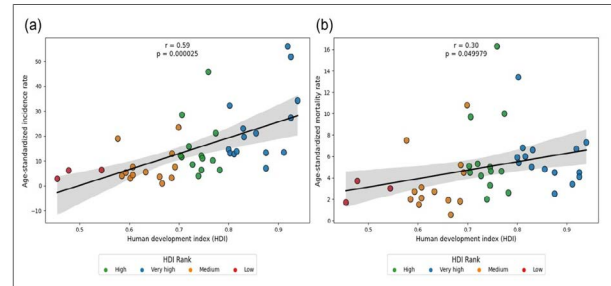 (a)
r = 0.59
p = 0.000025
Age-standardized incidence rate
60
50
40
30
20
10
0
−10
0.5
0.6
0.7
0.8
0.9
Human development index (HDI)
HDI Rank
High
Very high
Medium
Low
(b)
r = 0.30
p = 0.049979
Age-standardized mortality rate
16
14
12
10
8
6
4
2
0
0.5
0.6
0.7
0.8
0.9
Human development index (HDI)
HDI Rank
High
Very high
Medium
Low